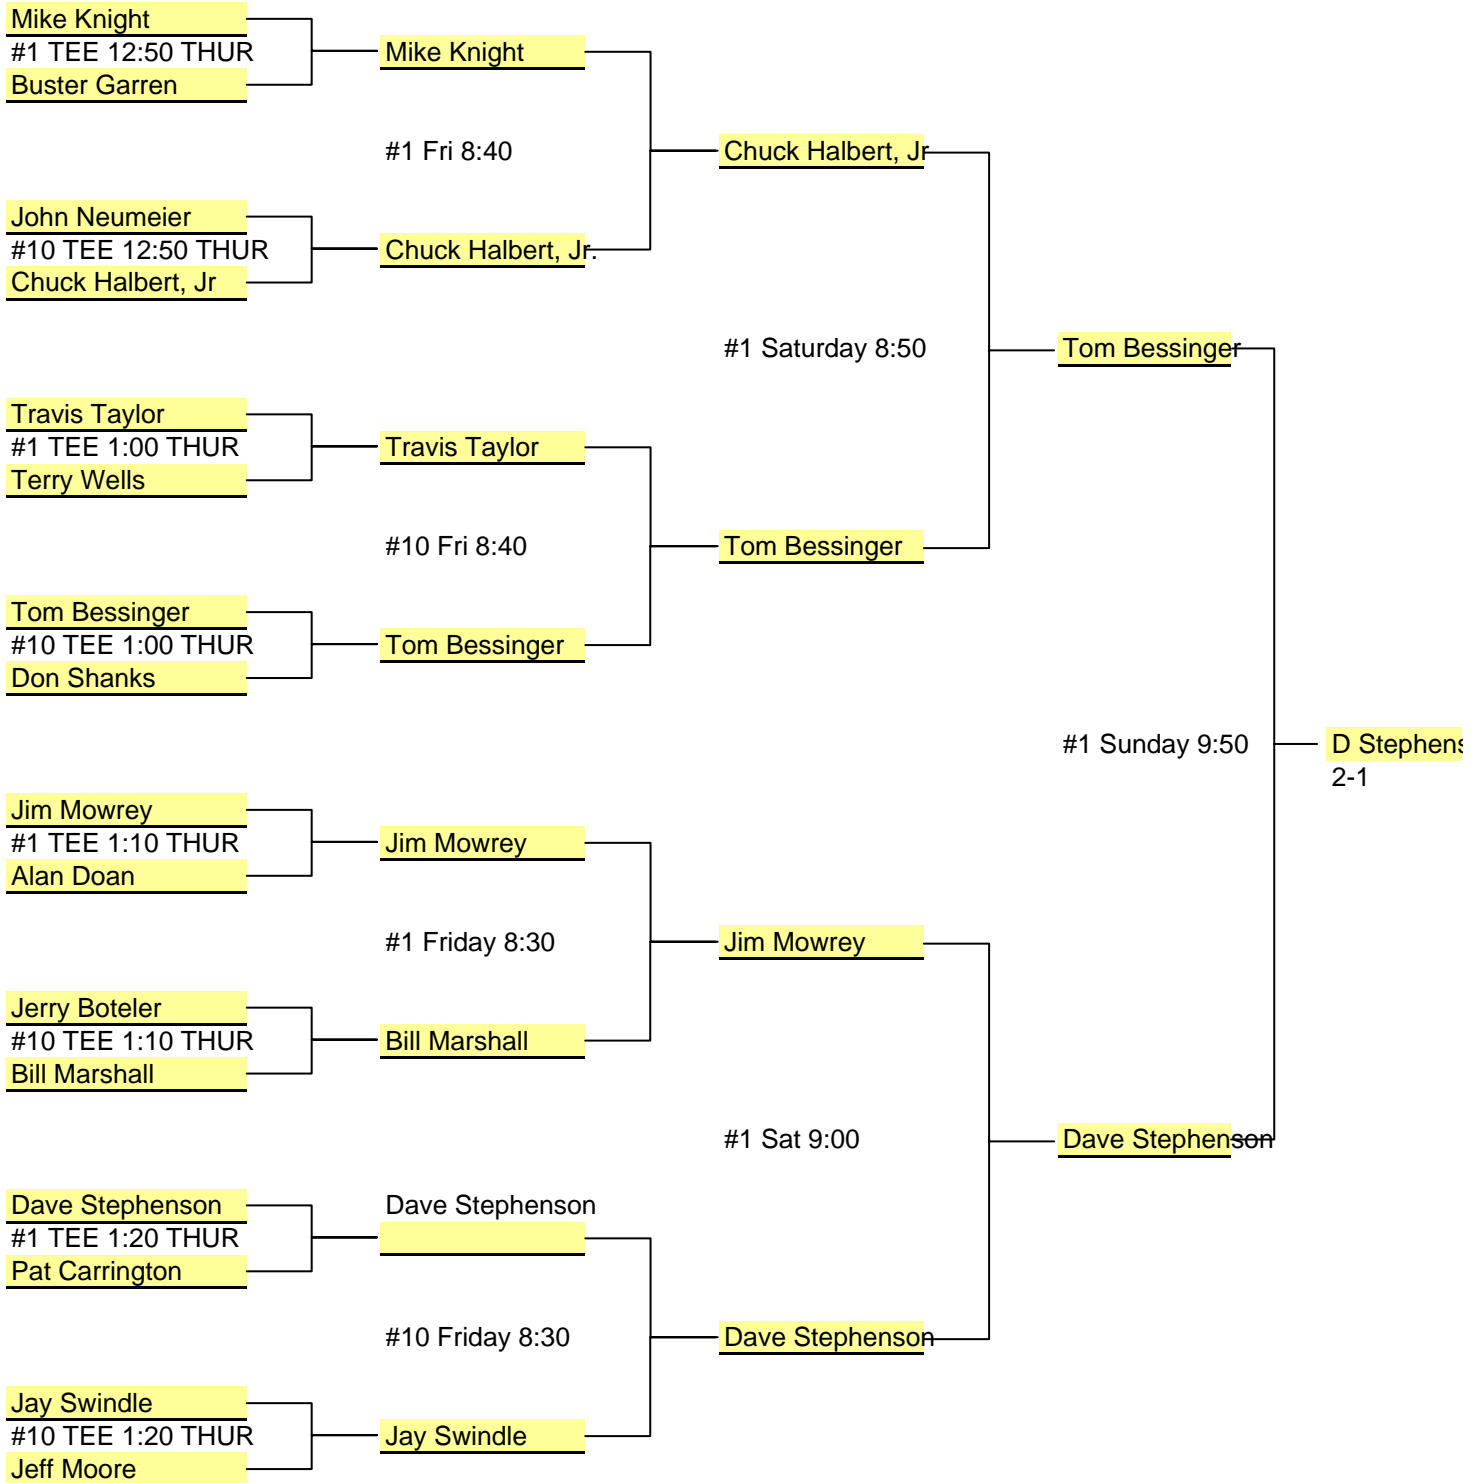 Mike Knight
#1 TEE 12:50 THUR
Buster Garren
Mike Knight
#1 Fri 8:40
Chuck Halbert, Jr
John Neumeier
#10 TEE 12:50 THUR
Chuck Halbert, Jr
Chuck Halbert, Jr.
#1 Saturday 8:50
Tom Bessinger
Travis Taylor
#1 TEE 1:00 THUR
Terry Wells
Travis Taylor
#10 Fri 8:40
Tom Bessinger
Tom Bessinger
#10 TEE 1:00 THUR
Don Shanks
Tom Bessinger
#1 Sunday 9:50
D Stephens
2-1
Jim Mowrey
#1 TEE 1:10 THUR
Alan Doan
Jim Mowrey
#1 Friday 8:30
Jim Mowrey
Jerry Boteler
#10 TEE 1:10 THUR
Bill Marshall
Bill Marshall
#1 Sat 9:00
Dave Stephenson
Dave Stephenson
#1 TEE 1:20 THUR
Pat Carrington
Dave Stephenson
#10 Friday 8:30
Dave Stephenson
Jay Swindle
#10 TEE 1:20 THUR
Jeff Moore
Jay Swindle